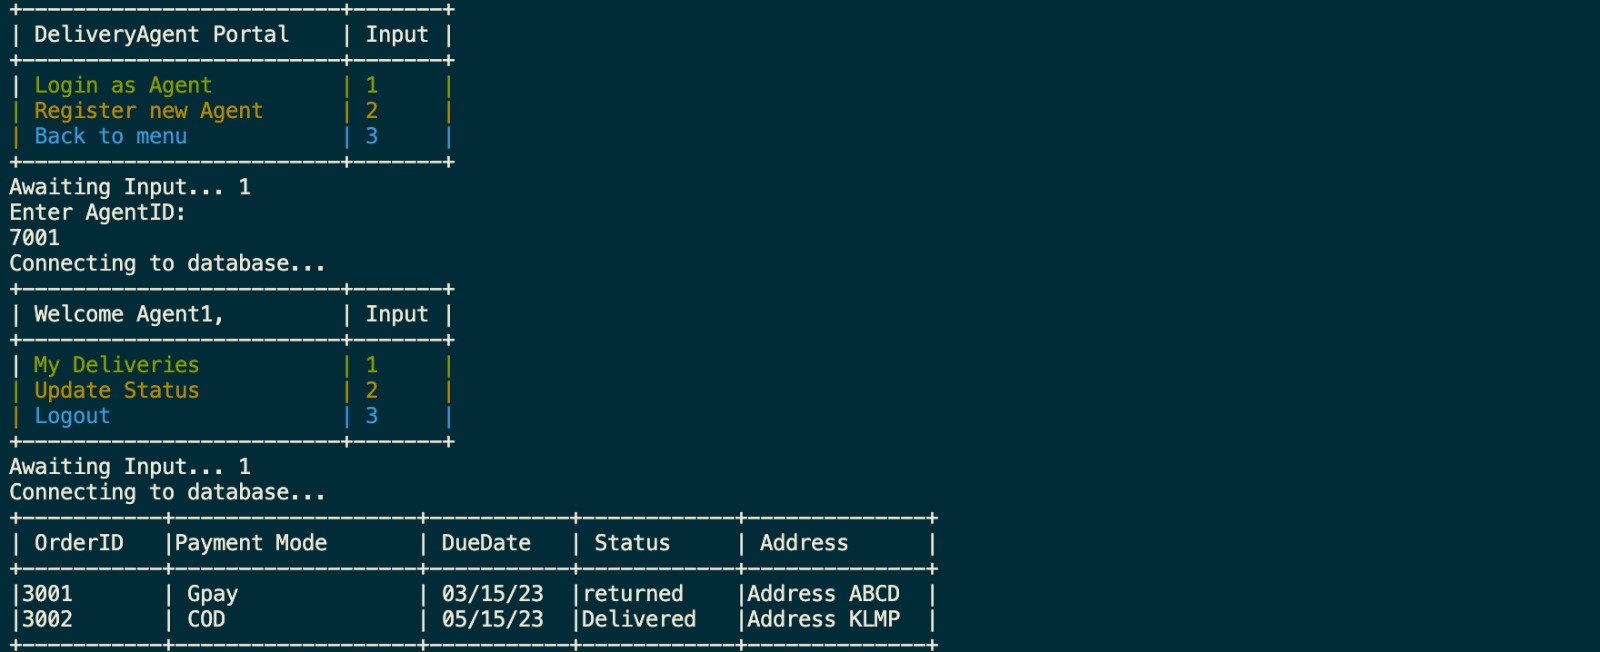 +-------------------------+-------+
| DeliveryAgent Portal    | Input |
+-------------------------+-------+
| Login as Agent          | 1     |
| Register new Agent      | 2     |
| Back to menu            | 3     |
+-------------------------+-------+
Awaiting Input... 1
Enter AgentID:
7001
Connecting to database...
+-------------------------+-------+
| Welcome Agent1,         | Input |
+-------------------------+-------+
| My Deliveries           | 1     |
| Update Status           | 2     |
| Logout                  | 3     |
+-------------------------+-------+
Awaiting Input... 1
Connecting to database...
+-----------+-------------------+-----------+------------+--------------+
| OrderID   |Payment Mode       | DueDate   | Status     | Address      |
+-----------+-------------------+-----------+------------+--------------+
|3001       | Gpay              | 03/15/23  |returned    |Address ABCD  |
|3002       | COD               | 05/15/23  |Delivered   |Address KLMP  |
+-----------+-------------------+-----------+------------+--------------+